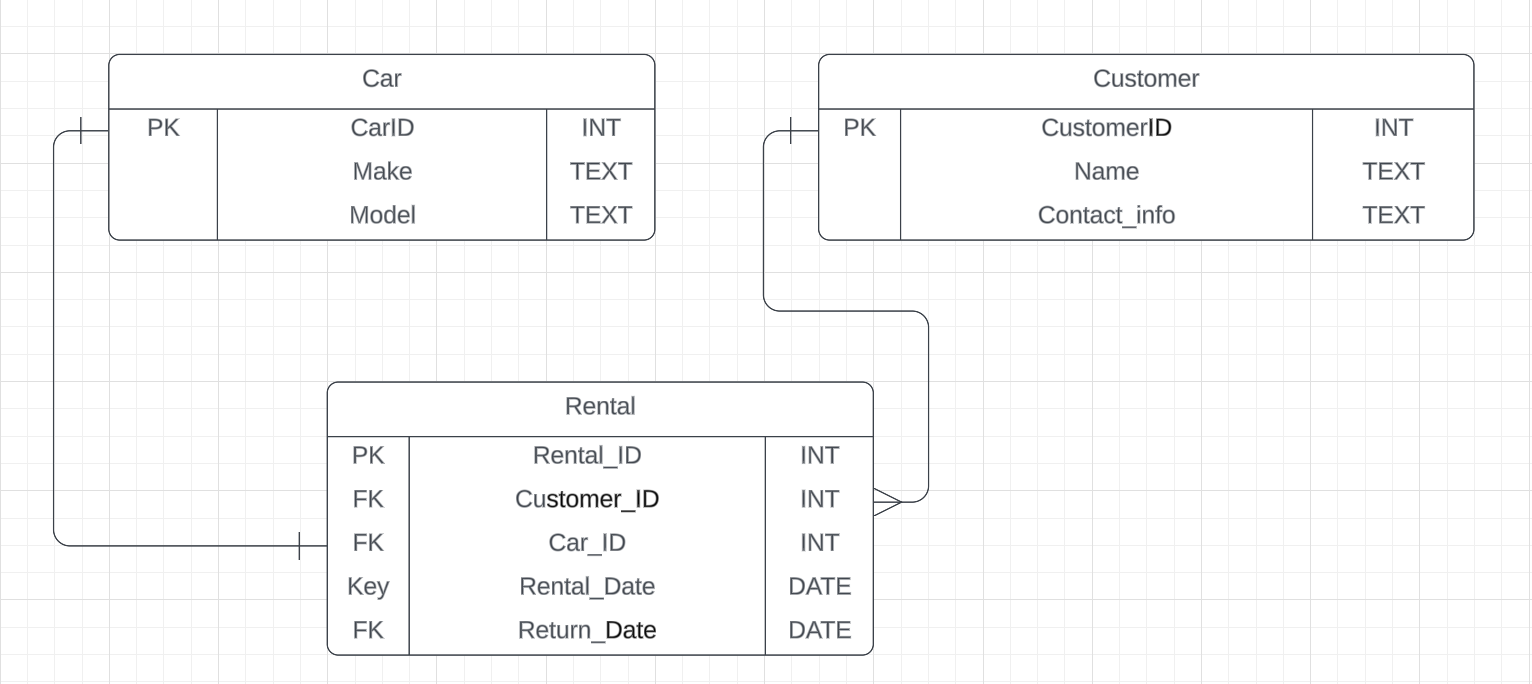 Car
PK CarID INT
Make TEXT
Model TEXT
Customer
PK CustomerID INT
Name TEXT
Contact_info TEXT
Rental
PK Rental_ID INT
FK Customer_ID INT
FK Car_ID INT
Key Rental_Date DATE
FK Return_Date DATE